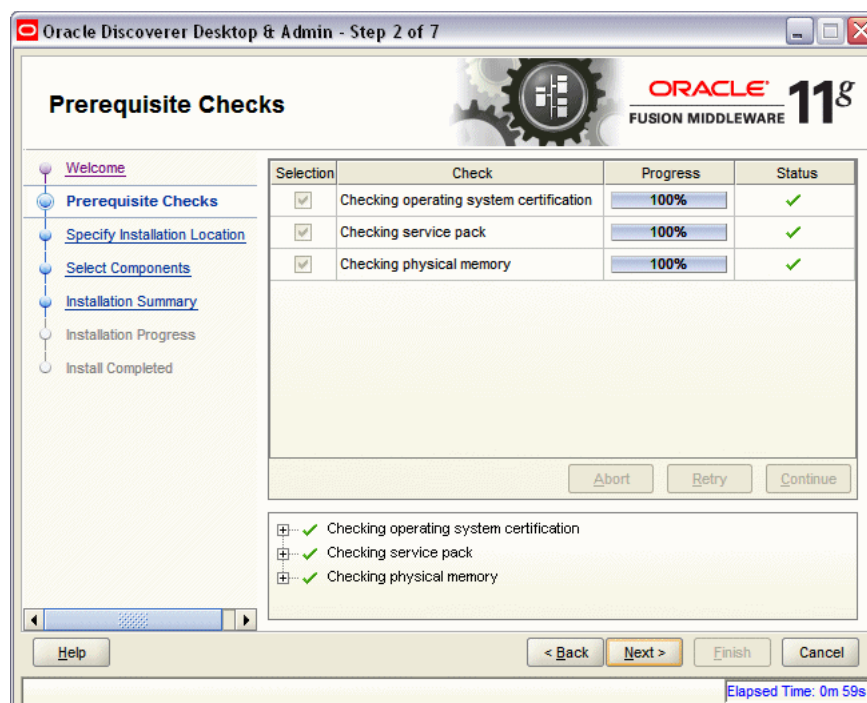 Oracle Discoverer Desktop & Admin - Step 2 of 7
Prerequisite Checks
ORACLE
FUSION MIDDLEWARE
11g
Welcome
Prerequisite Checks
Specify Installation Location
Select Components
Installation Summary
Installation Progress
Install Completed
Selection Check Progress Status
Checking operating system certification 100%
Checking service pack 100%
Checking physical memory 100%
Abort Retry Continue
Checking operating system certification
Checking service pack
Checking physical memory
Help < Back Next > Finish Cancel
Elapsed Time: 0m 59s